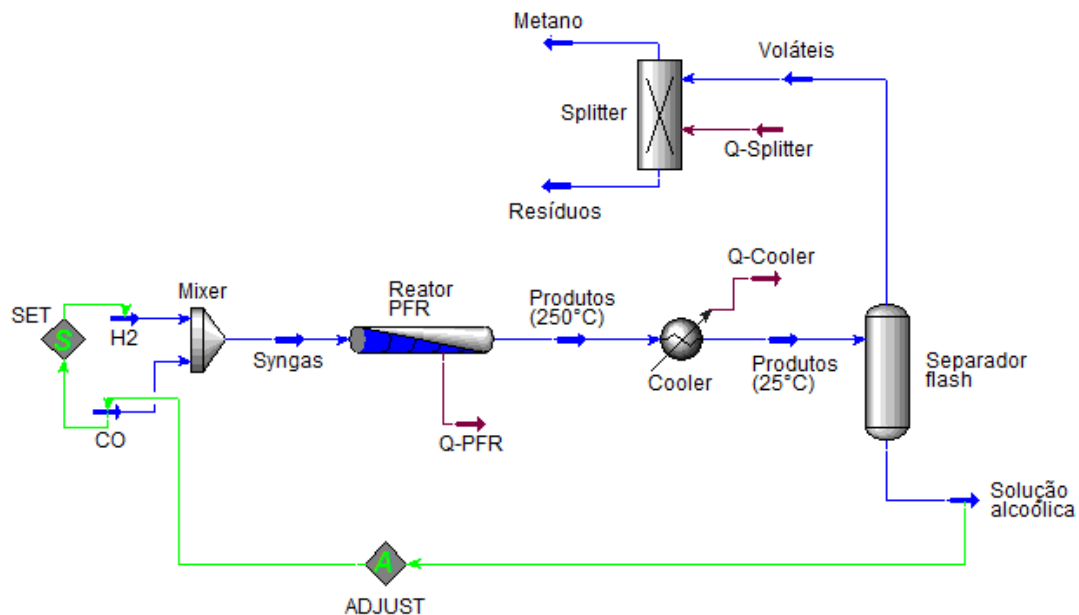 Metano
Voláteis
Splitter
Q-Splitter
Resíduos
Q-Cooler
Mixer
Reator
PFR
Produtos
(250°C)
SET
S
H2
Syngas
Cooler
Produtos
(25°C)
Separador
flash
CO
Q-PFR
Solução
alcoólica
A
ADJUST